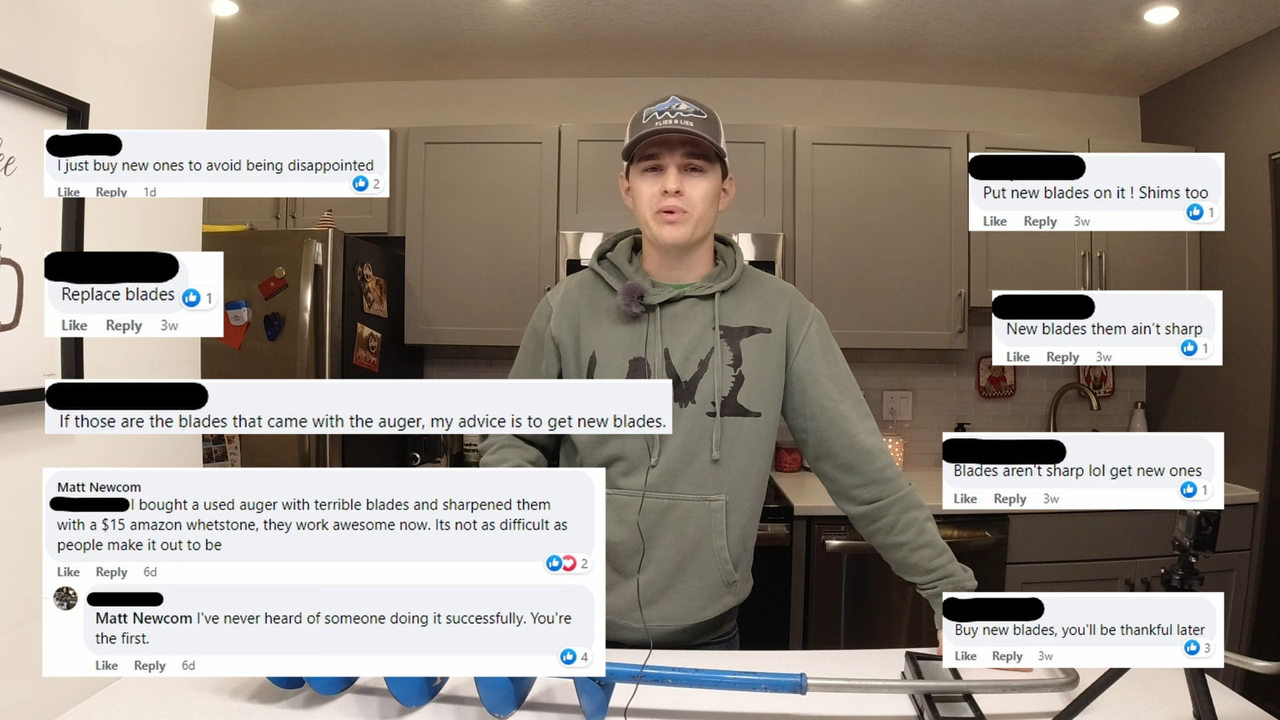 FLIES & LIES
I just buy new ones to avoid being disappointed
2
Like Reply 1d
Replace blades 1
Like Reply 3w
If those are the blades that came with the auger, my advice is to get new blades.
Matt Newcom
I bought a used auger with terrible blades and sharpened them
with a $15 amazon whetstone, they work awesome now. Its not as difficult as
people make it out to be
2
Like Reply 6d
Matt Newcom I've never heard of someone doing it successfully. You're
the first.
4
Like Reply 6d
Put new blades on it ! Shims too
1
Like Reply 3w
New blades them ain't sharp
1
Like Reply 3w
Blades aren't sharp lol get new ones
1
Like Reply 3w
Buy new blades, you'll be thankful later
3
Like Reply 3w